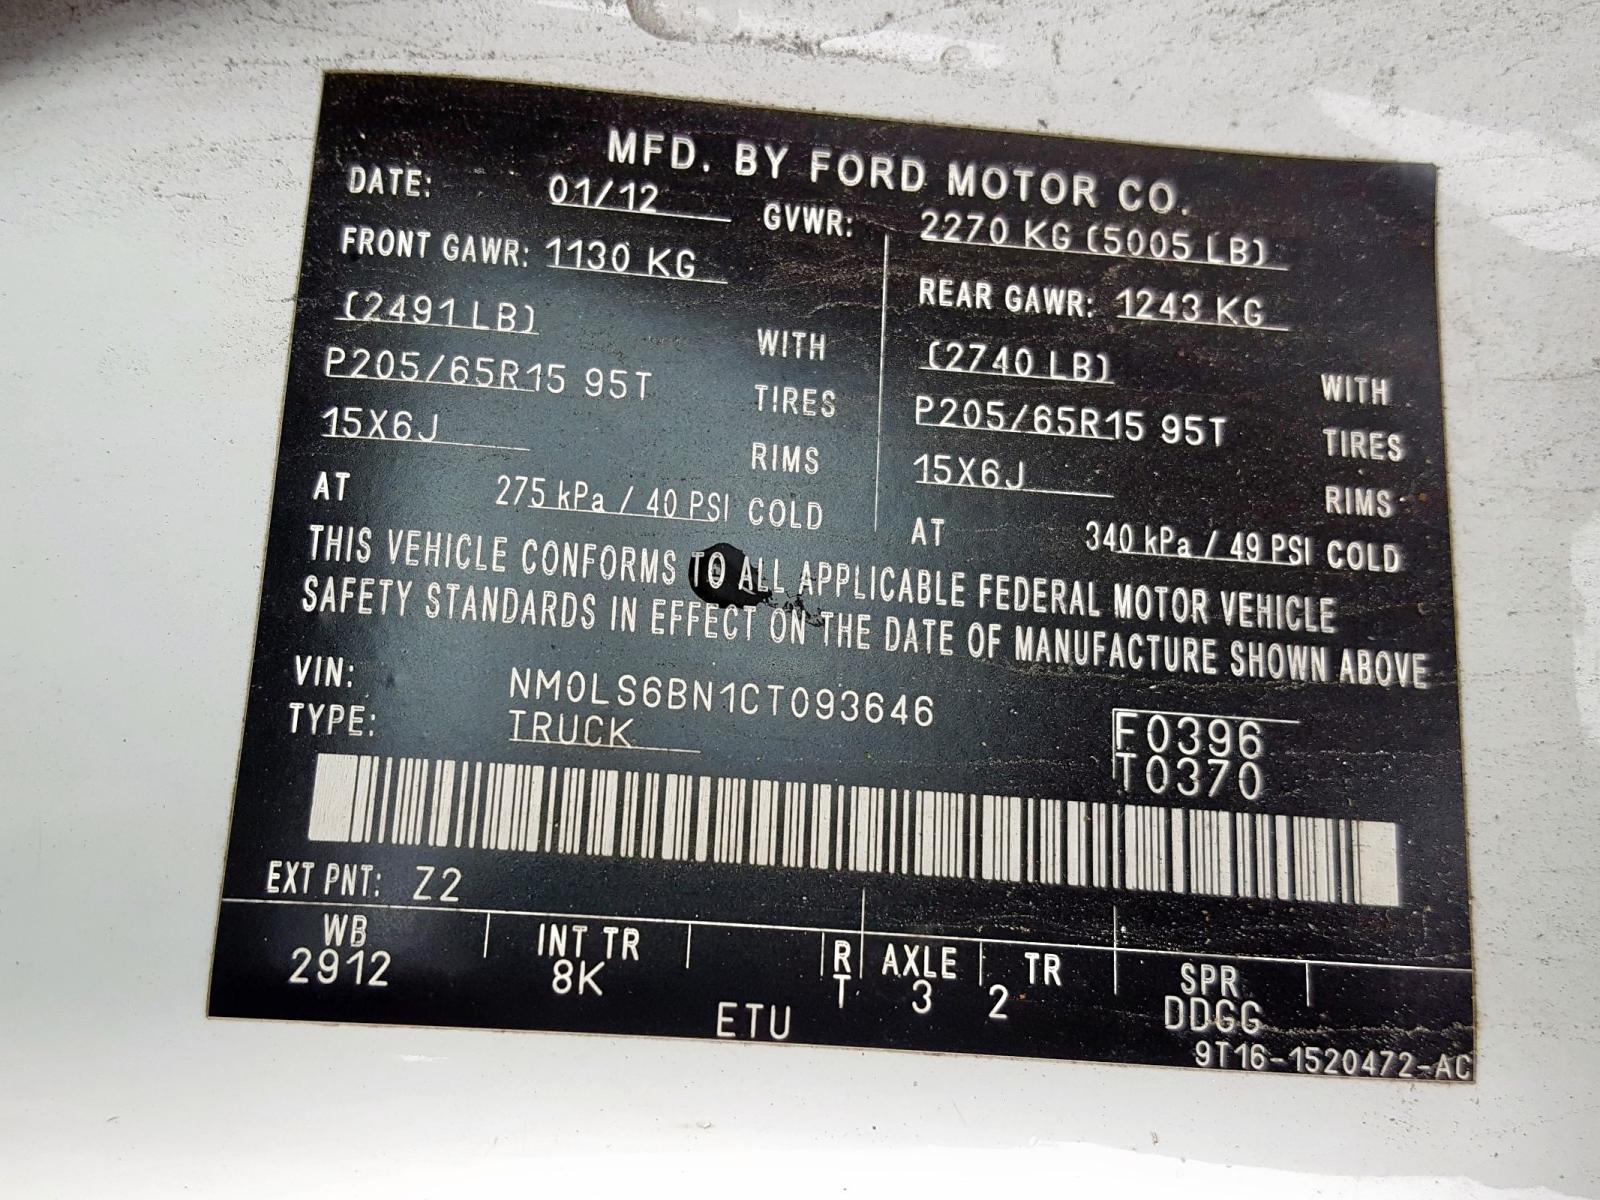 MFD. BY FORD MOTOR CO.
DATE: 01/12 GVWR: 2270 KG (5005 LB)
FRONT GAWR: 1130 KG
(2491 LB) WITH
P205/65R15 95T TIRES
15X6J RIMS
AT 275 kPa / 40 PSI COLD
REAR GAWR: 1243 KG
(2740 LB) WITH
P205/65R15 95T TIRES
15X6J RIMS
AT 340 kPa / 49 PSI COLD
THIS VEHICLE CONFORMS TO ALL APPLICABLE FEDERAL MOTOR VEHICLE
SAFETY STANDARDS IN EFFECT ON THE DATE OF MANUFACTURE SHOWN ABOVE
VIN: NM0LS6BN1CT093646
TYPE: TRUCK
F0396
T0370
EXT PNT: Z2
WB INT TR R AXLE TR SPR
2912 8K T 3 2 DDGG
ETU
9T16-1520472-AC